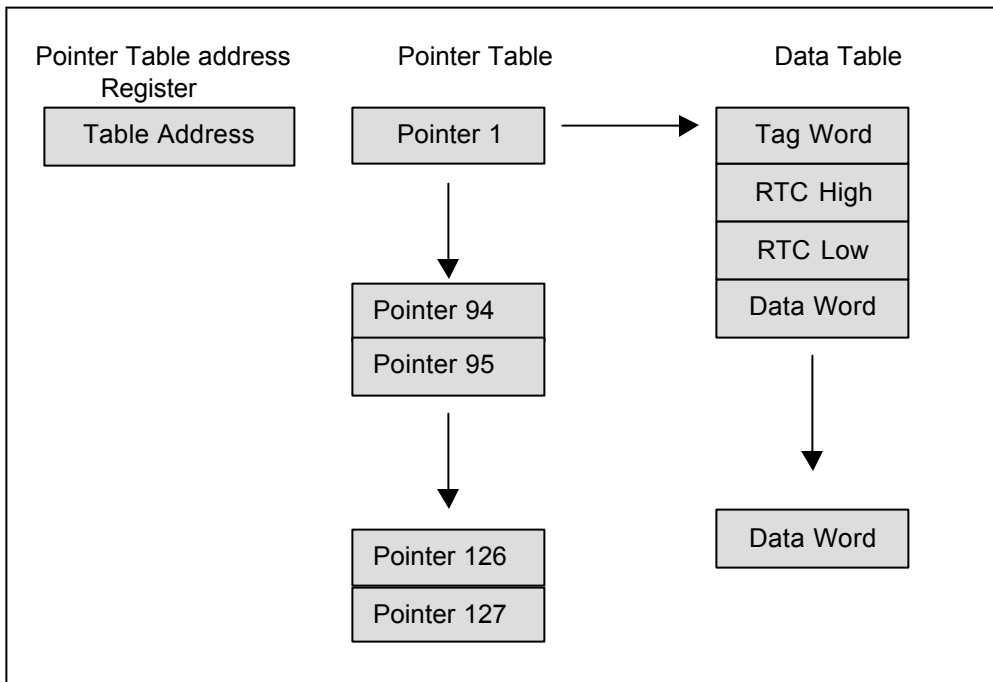 Pointer Table address
Register
Table Address
Pointer Table
Pointer 1
Pointer 94
Pointer 95
Pointer 126
Pointer 127
Data Table
Tag Word
RTC High
RTC Low
Data Word
Data Word